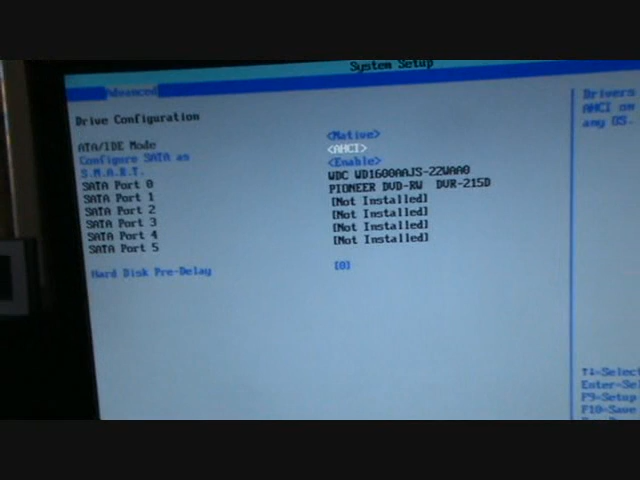 System Setup
Advanced
Drive Configuration
Drivers
AHCI on
any OS.
ATA/IDE Mode <Native>
Configure SATA as <AHCI>
S.M.A.R.T. <Enable>
SATA Port 0 WDC WD1600AAJS-22WAA0
SATA Port 1 PIONEER DVD-RW DVR-215D
SATA Port 2 [Not Installed]
SATA Port 3 [Not Installed]
SATA Port 4 [Not Installed]
SATA Port 5 [Not Installed]
Hard Disk Pre-Delay [0]
↑↓=Select
Enter=Sel
F9=Setup
F10=Save